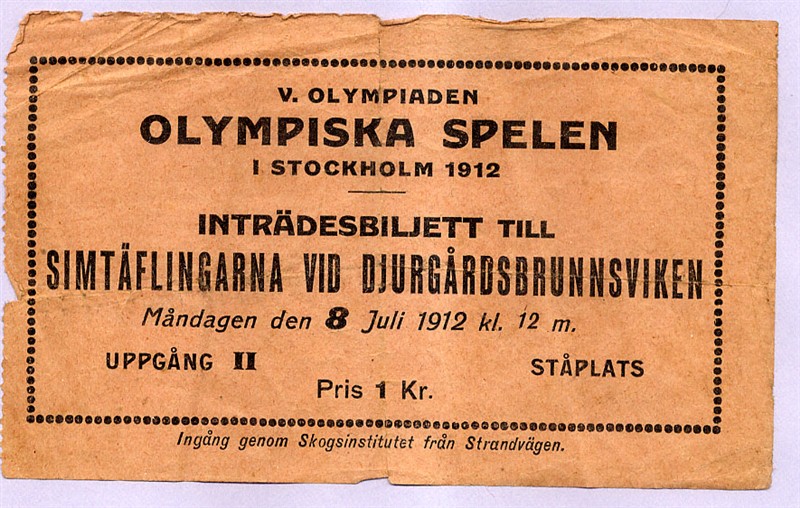 V. OLYMPIADEN
OLYMPISKA SPELEN
I STOCKHOLM 1912
INTRÄDESBILJETT TILL
SIMTÄFLINGARNA VID DJURGÅRDSBRUNNSVIKEN
Måndagen den 8 Juli 1912 kl. 12 m.
UPPGÅNG II STÅPLATS
Pris 1 Kr.
Ingång genom Skogsinstitutet från Strandvägen.